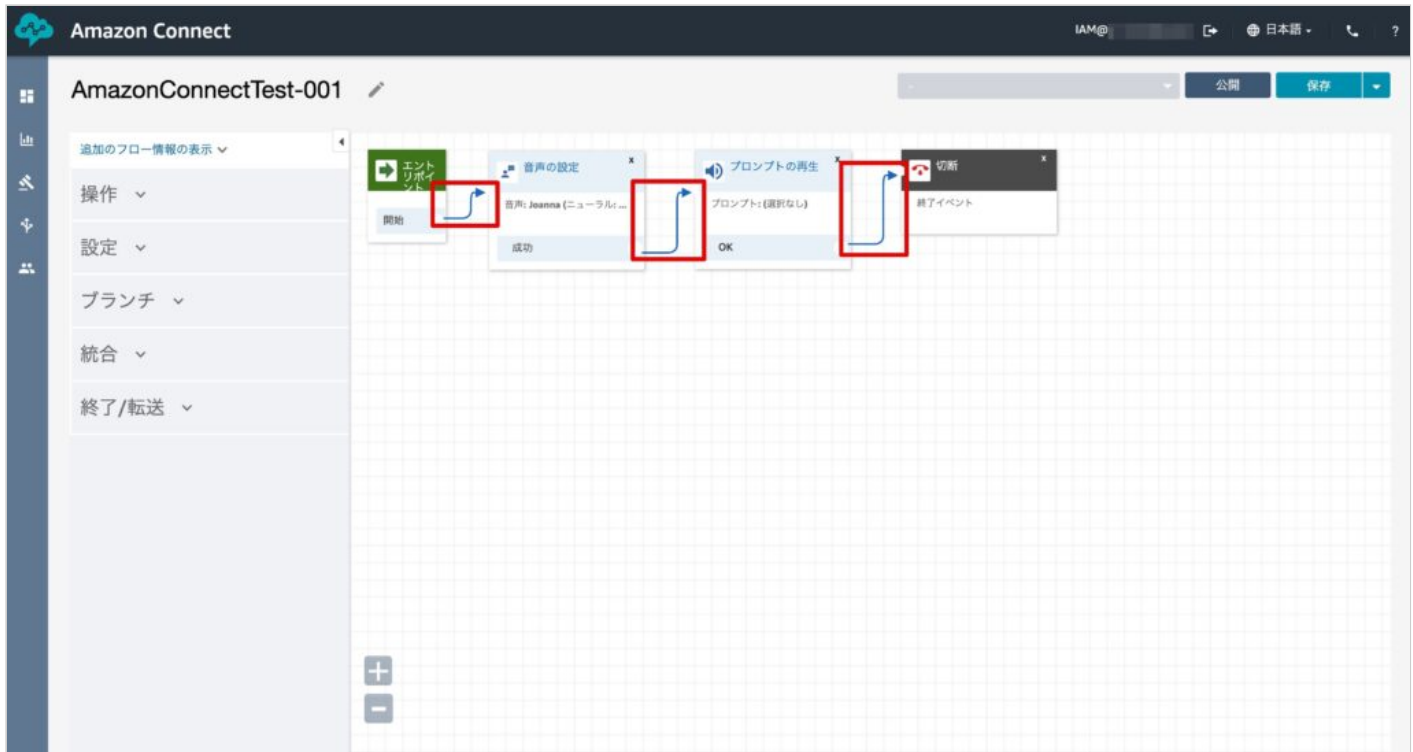 Amazon Connect
IAM@
日本語
?
AmazonConnectTest-001
-
公開
保存
追加のフロー情報の表示
操作
設定
ブランチ
統合
終了/転送
エント
リポイ
ント
開始
音声の設定
x
音声: Joanna (ニューラル: ...
成功
プロンプトの再生
x
プロンプト: (選択なし)
OK
切断
x
終了イベント